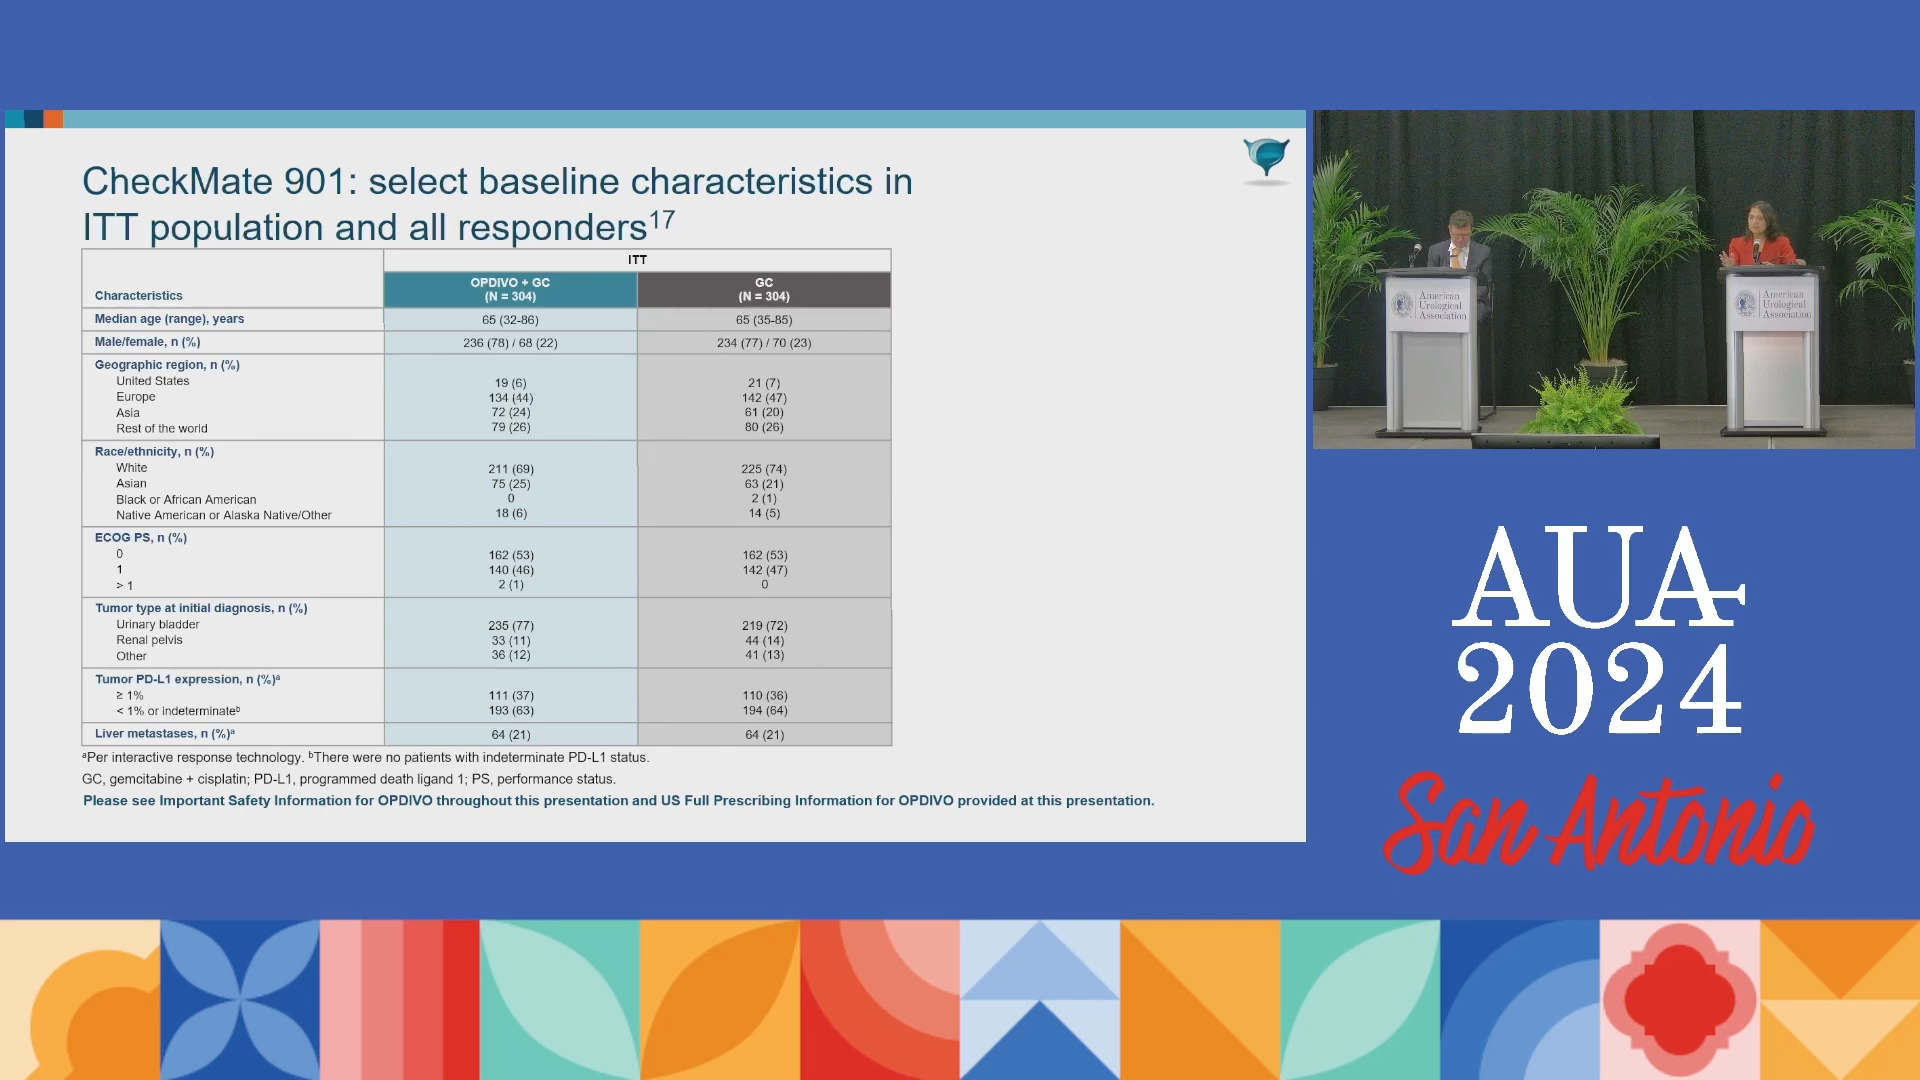 CheckMate 901: select baseline characteristics in
ITT population and all responders¹⁷
ITT
Characteristics
OPDIVO + GC
(N = 304)
GC
(N = 304)
Median age (range), years 65 (32-86) 65 (35-85)
Male/female, n (%) 236 (78) / 68 (22) 234 (77) / 70 (23)
Geographic region, n (%)
United States 19 (6) 21 (7)
Europe 134 (44) 142 (47)
Asia 72 (24) 61 (20)
Rest of the world 79 (26) 80 (26)
Race/ethnicity, n (%)
White 211 (69) 225 (74)
Asian 75 (25) 63 (21)
Black or African American 0 2 (1)
Native American or Alaska Native/Other 18 (6) 14 (5)
ECOG PS, n (%)
0 162 (53) 162 (53)
1 140 (46) 142 (47)
> 1 2 (1) 0
Tumor type at initial diagnosis, n (%)
Urinary bladder 235 (77) 219 (72)
Renal pelvis 33 (11) 44 (14)
Other 36 (12) 41 (13)
Tumor PD-L1 expression, n (%)ᵃ
≥ 1% 111 (37) 110 (36)
< 1% or indeterminateᵇ 193 (63) 194 (64)
Liver metastases, n (%)ᵃ 64 (21) 64 (21)
ᵃPer interactive response technology. ᵇThere were no patients with indeterminate PD-L1 status.
GC, gemcitabine + cisplatin; PD-L1, programmed death ligand 1; PS, performance status.
Please see Important Safety Information for OPDIVO throughout this presentation and US Full Prescribing Information for OPDIVO provided at this presentation.
American
Urological
Association
American
Urological
Association
AUA
2024
San Antonio